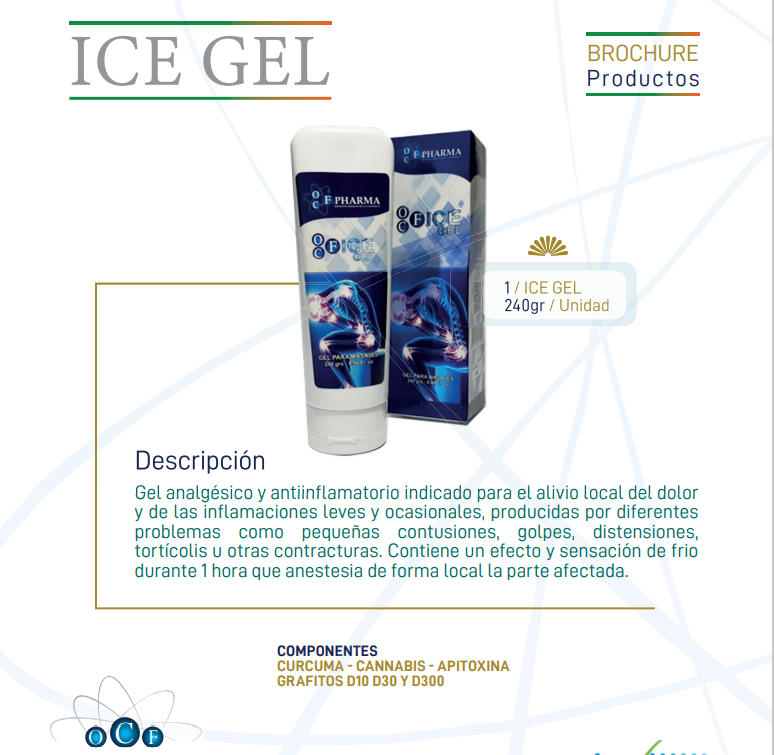 ICE GEL
BROCHURE
Productos
O
C F PHARMA
O
C F PHARMA
OCF ICE
GEL
OCF ICE
GEL
1 / ICE GEL
240gr / Unidad
GEL PARA MASAJES
GEL PARA MASAJES
Descripción
Gel analgésico y antiinflamatorio indicado para el alivio local del dolor
y de las inflamaciones leves y ocasionales, producidas por diferentes
problemas como pequeñas contusiones, golpes, distensiones,
tortícolis u otras contracturas. Contiene un efecto y sensación de frio
durante 1 hora que anestesia de forma local la parte afectada.
COMPONENTES
CURCUMA - CANNABIS - APITOXINA
GRAFITOS D10 D30 Y D300
OCF